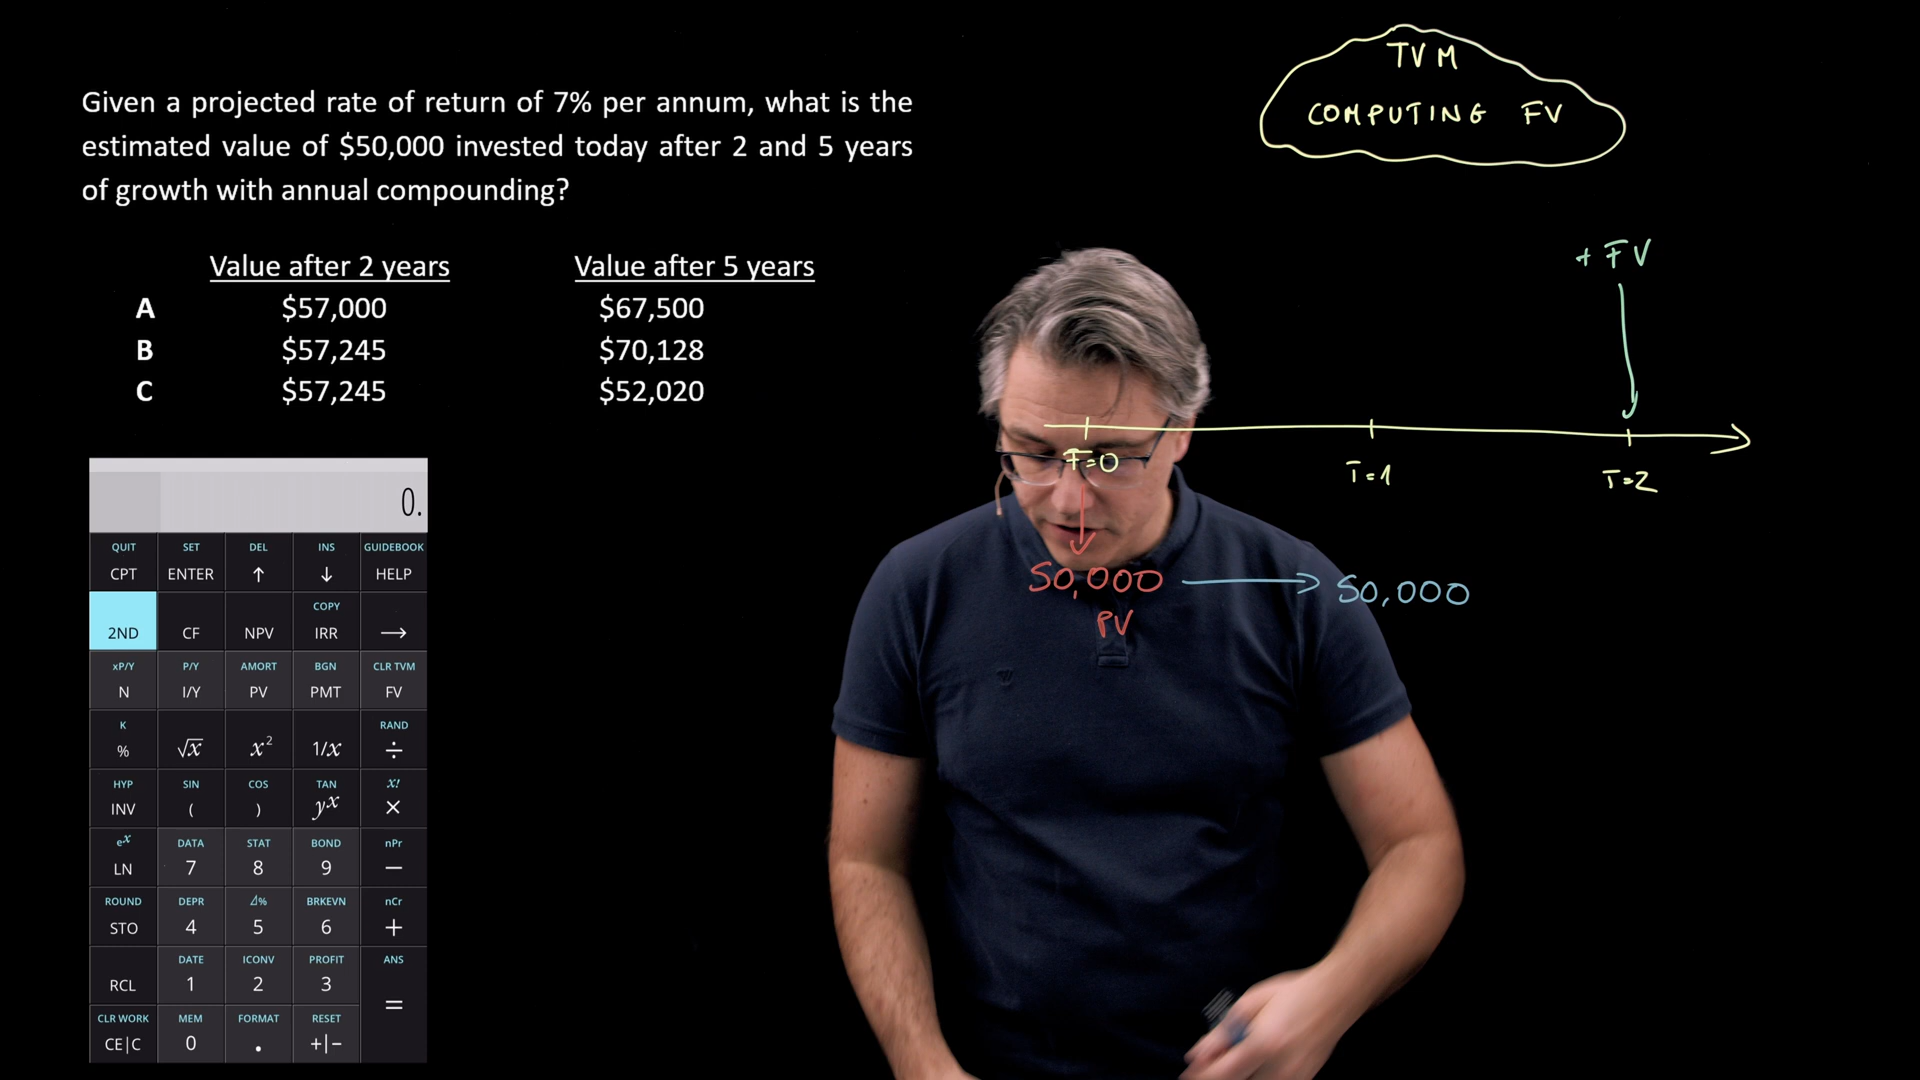 TVM
COMPUTING FV
Given a projected rate of return of 7% per annum, what is the
estimated value of $50,000 invested today after 2 and 5 years
of growth with annual compounding?
Value after 2 years Value after 5 years
A $57,000 $67,500
B $57,245 $70,128
C $57,245 $52,020
+ FV
T=0 T=1 T=2
50,000 50,000
PV
0.
QUIT SET DEL INS GUIDEBOOK
CPT ENTER ↑ ↓ HELP
COPY
2ND CF NPV IRR →
xP/Y P/Y AMORT BGN CLR TVM
N I/Y PV PMT FV
K RAND
% √x x² 1/x ÷
HYP SIN COS TAN x!
INV ( ) yˣ ×
eˣ DATA STAT BOND nPr
LN 7 8 9 −
ROUND DEPR Δ% BRKEVN nCr
STO 4 5 6 +
DATE ICONV PROFIT ANS
RCL 1 2 3 =
CLR WORK MEM FORMAT RESET
CE|C 0 . +|−